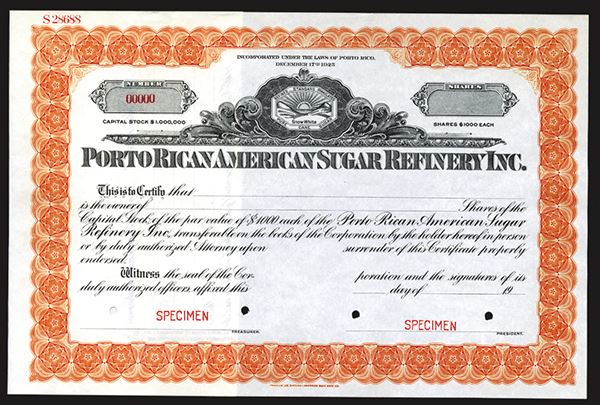 S 28688
INCORPORATED UNDER THE LAWS OF PORTO RICO,
DECEMBER 17TH 1925
NUMBER
00000
SHARES
STANDARD
Snow White
CANE
CAPITAL STOCK $1,000,000
SHARES $1000 EACH
PORTO RICAN AMERICAN SUGAR REFINERY INC.
This is to Certify that
is the owner of Shares of the
Capital Stock, of the par value of $1000 each of the Porto Rican American Sugar
Refinery Inc., transferable on the books of the Corporation by the holder hereof in person
or by duly authorized Attorney upon surrender of this Certificate properly
endorsed.
Witness the seal of the Corporation and the signatures of its
duly authorized officers, affixed this day of 19
SPECIMEN
SPECIMEN
TREASURER.
PRESIDENT.